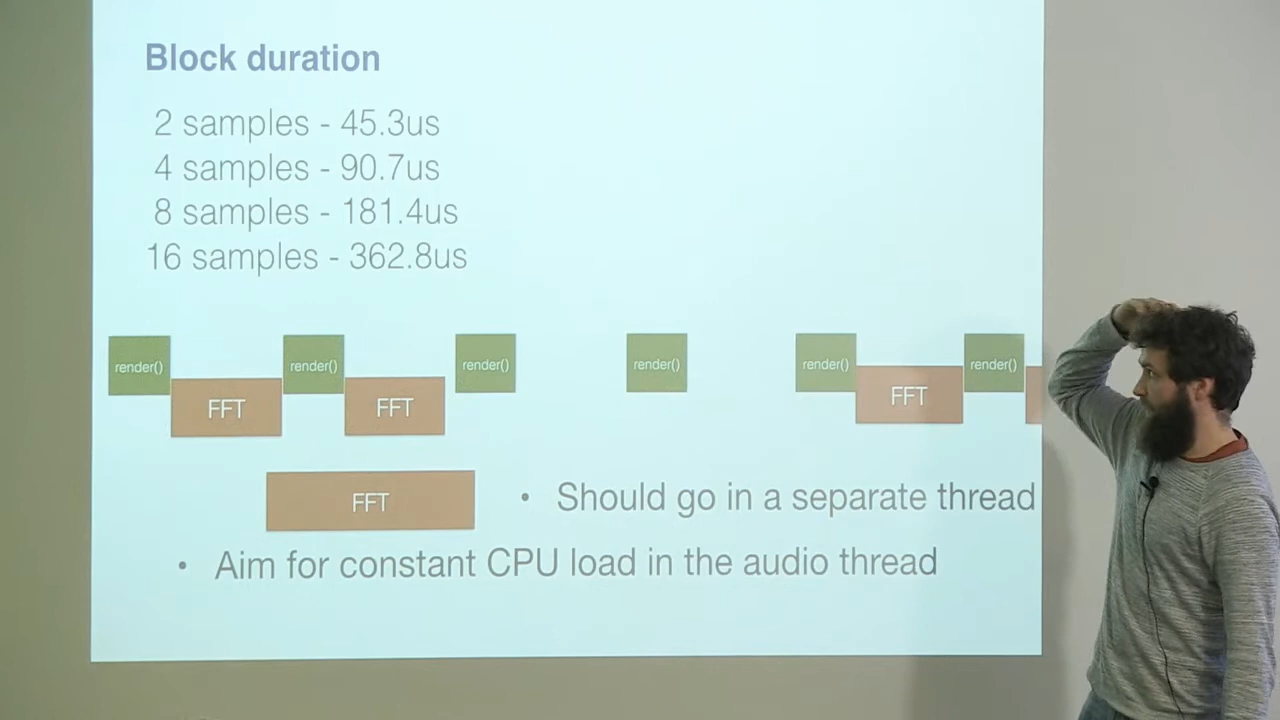 Block duration
2 samples - 45.3us
4 samples - 90.7us
8 samples - 181.4us
16 samples - 362.8us
render() render() render() render() render() render()
FFT FFT FFT
FFT • Should go in a separate thread
• Aim for constant CPU load in the audio thread